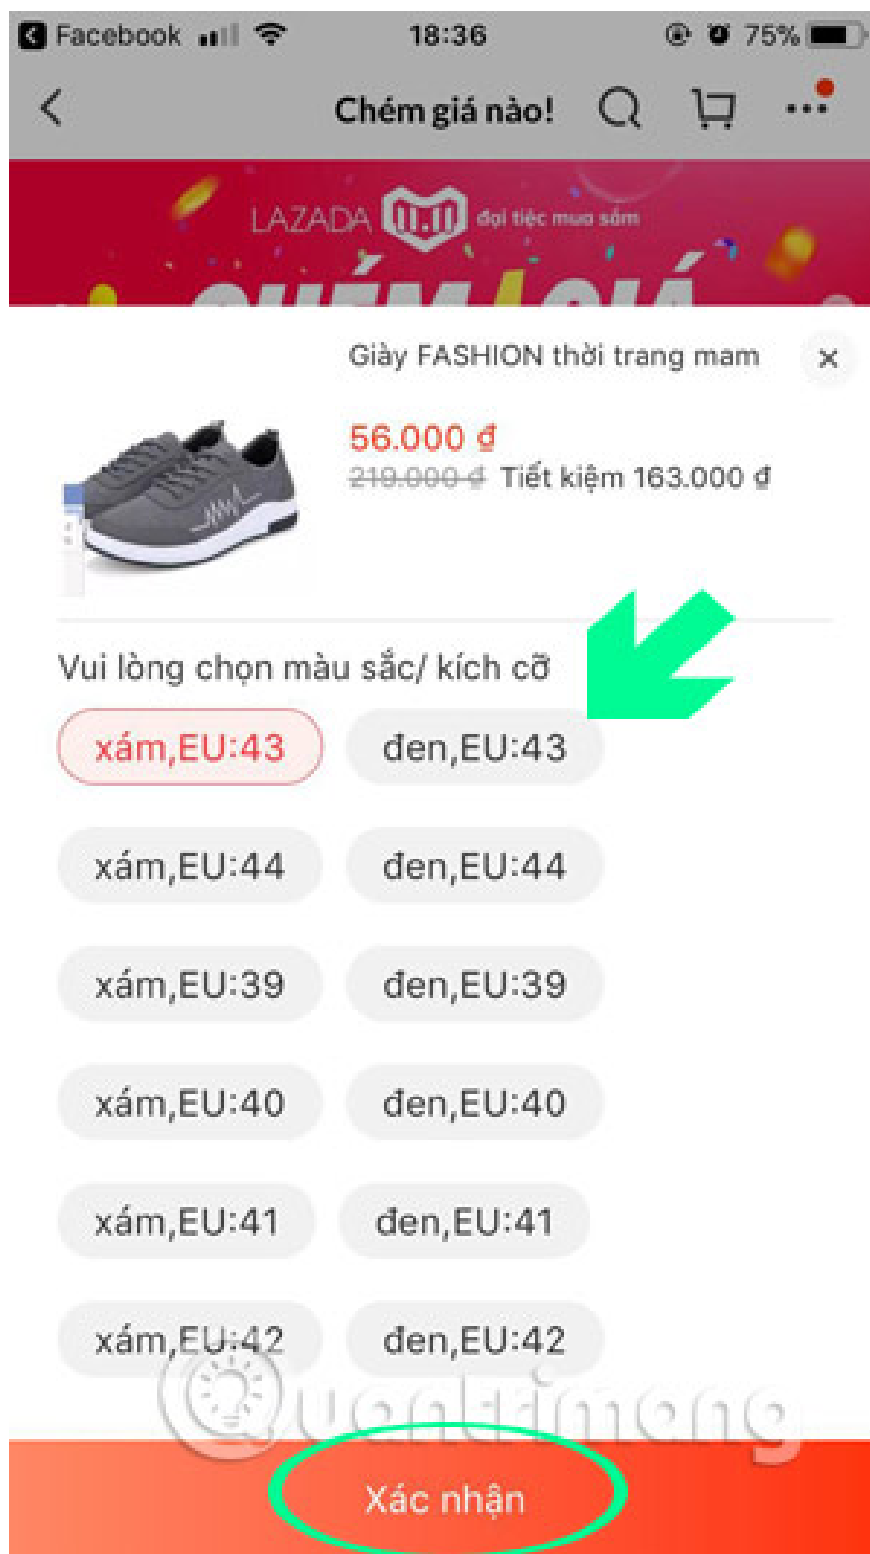 Facebook 18:36 75%
Chém giá nào!
LAZADA 11.11 đại tiệc mua sắm
CHÉM GIÁ
Giày FASHION thời trang mam
56.000 ₫
219.000 ₫ Tiết kiệm 163.000 ₫
Vui lòng chọn màu sắc/ kích cỡ
xám,EU:43 đen,EU:43
xám,EU:44 đen,EU:44
xám,EU:39 đen,EU:39
xám,EU:40 đen,EU:40
xám,EU:41 đen,EU:41
xám,EU:42 đen,EU:42
Quantrimang
Xác nhận